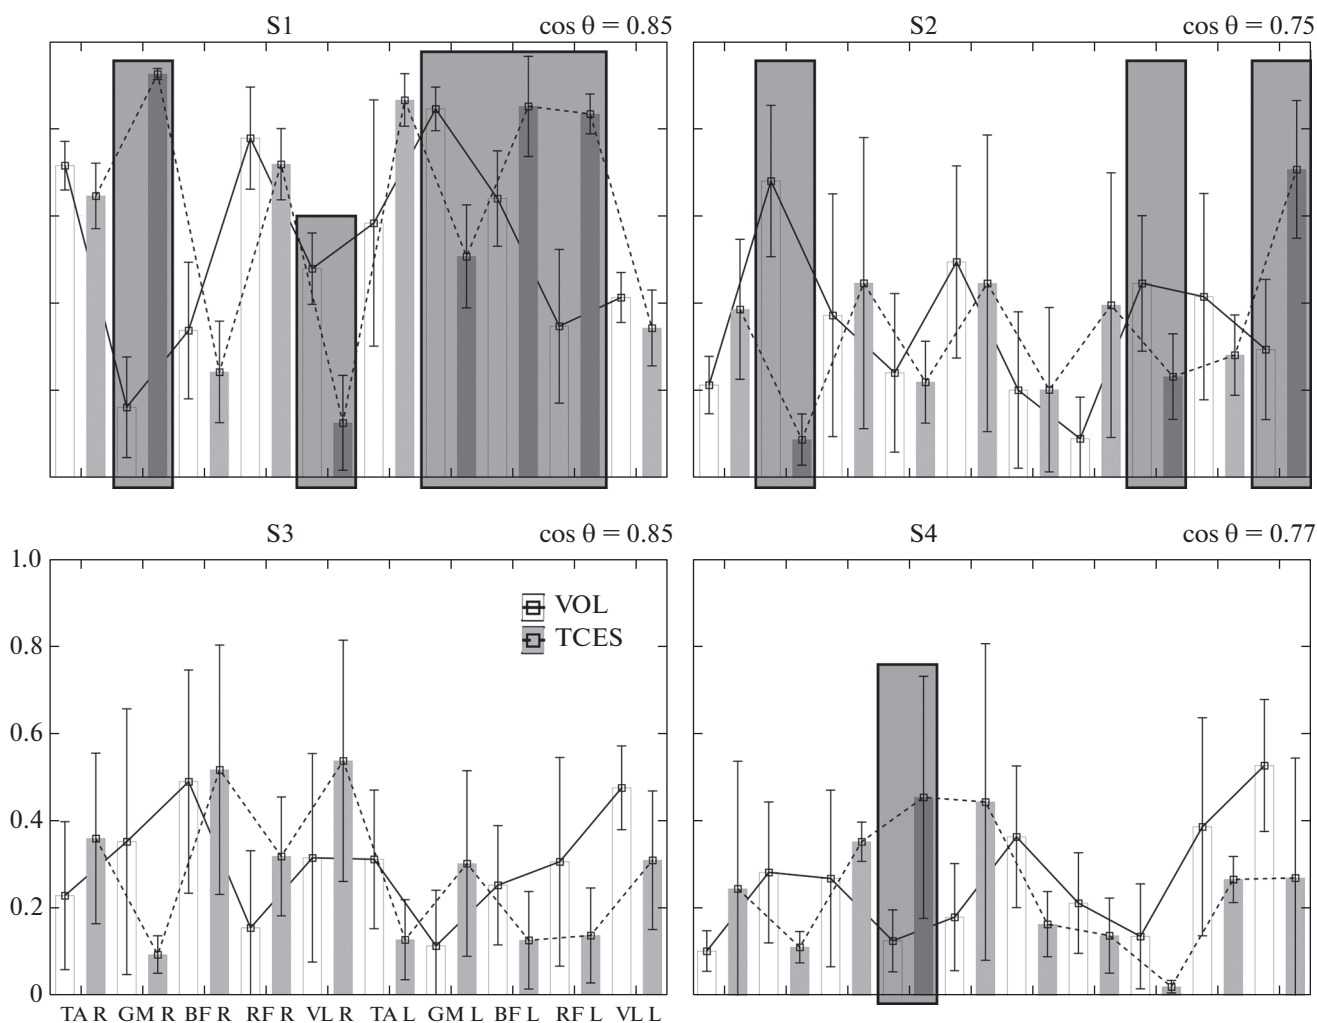 S1 cos θ = 0.85
S2 cos θ = 0.75
S3 cos θ = 0.85
S4 cos θ = 0.77
1.0
VOL
TCES
0.8
0.6
0.4
0.2
0
TA R GM R BF R RF R VL R TA L GM L BF L RF L VL L